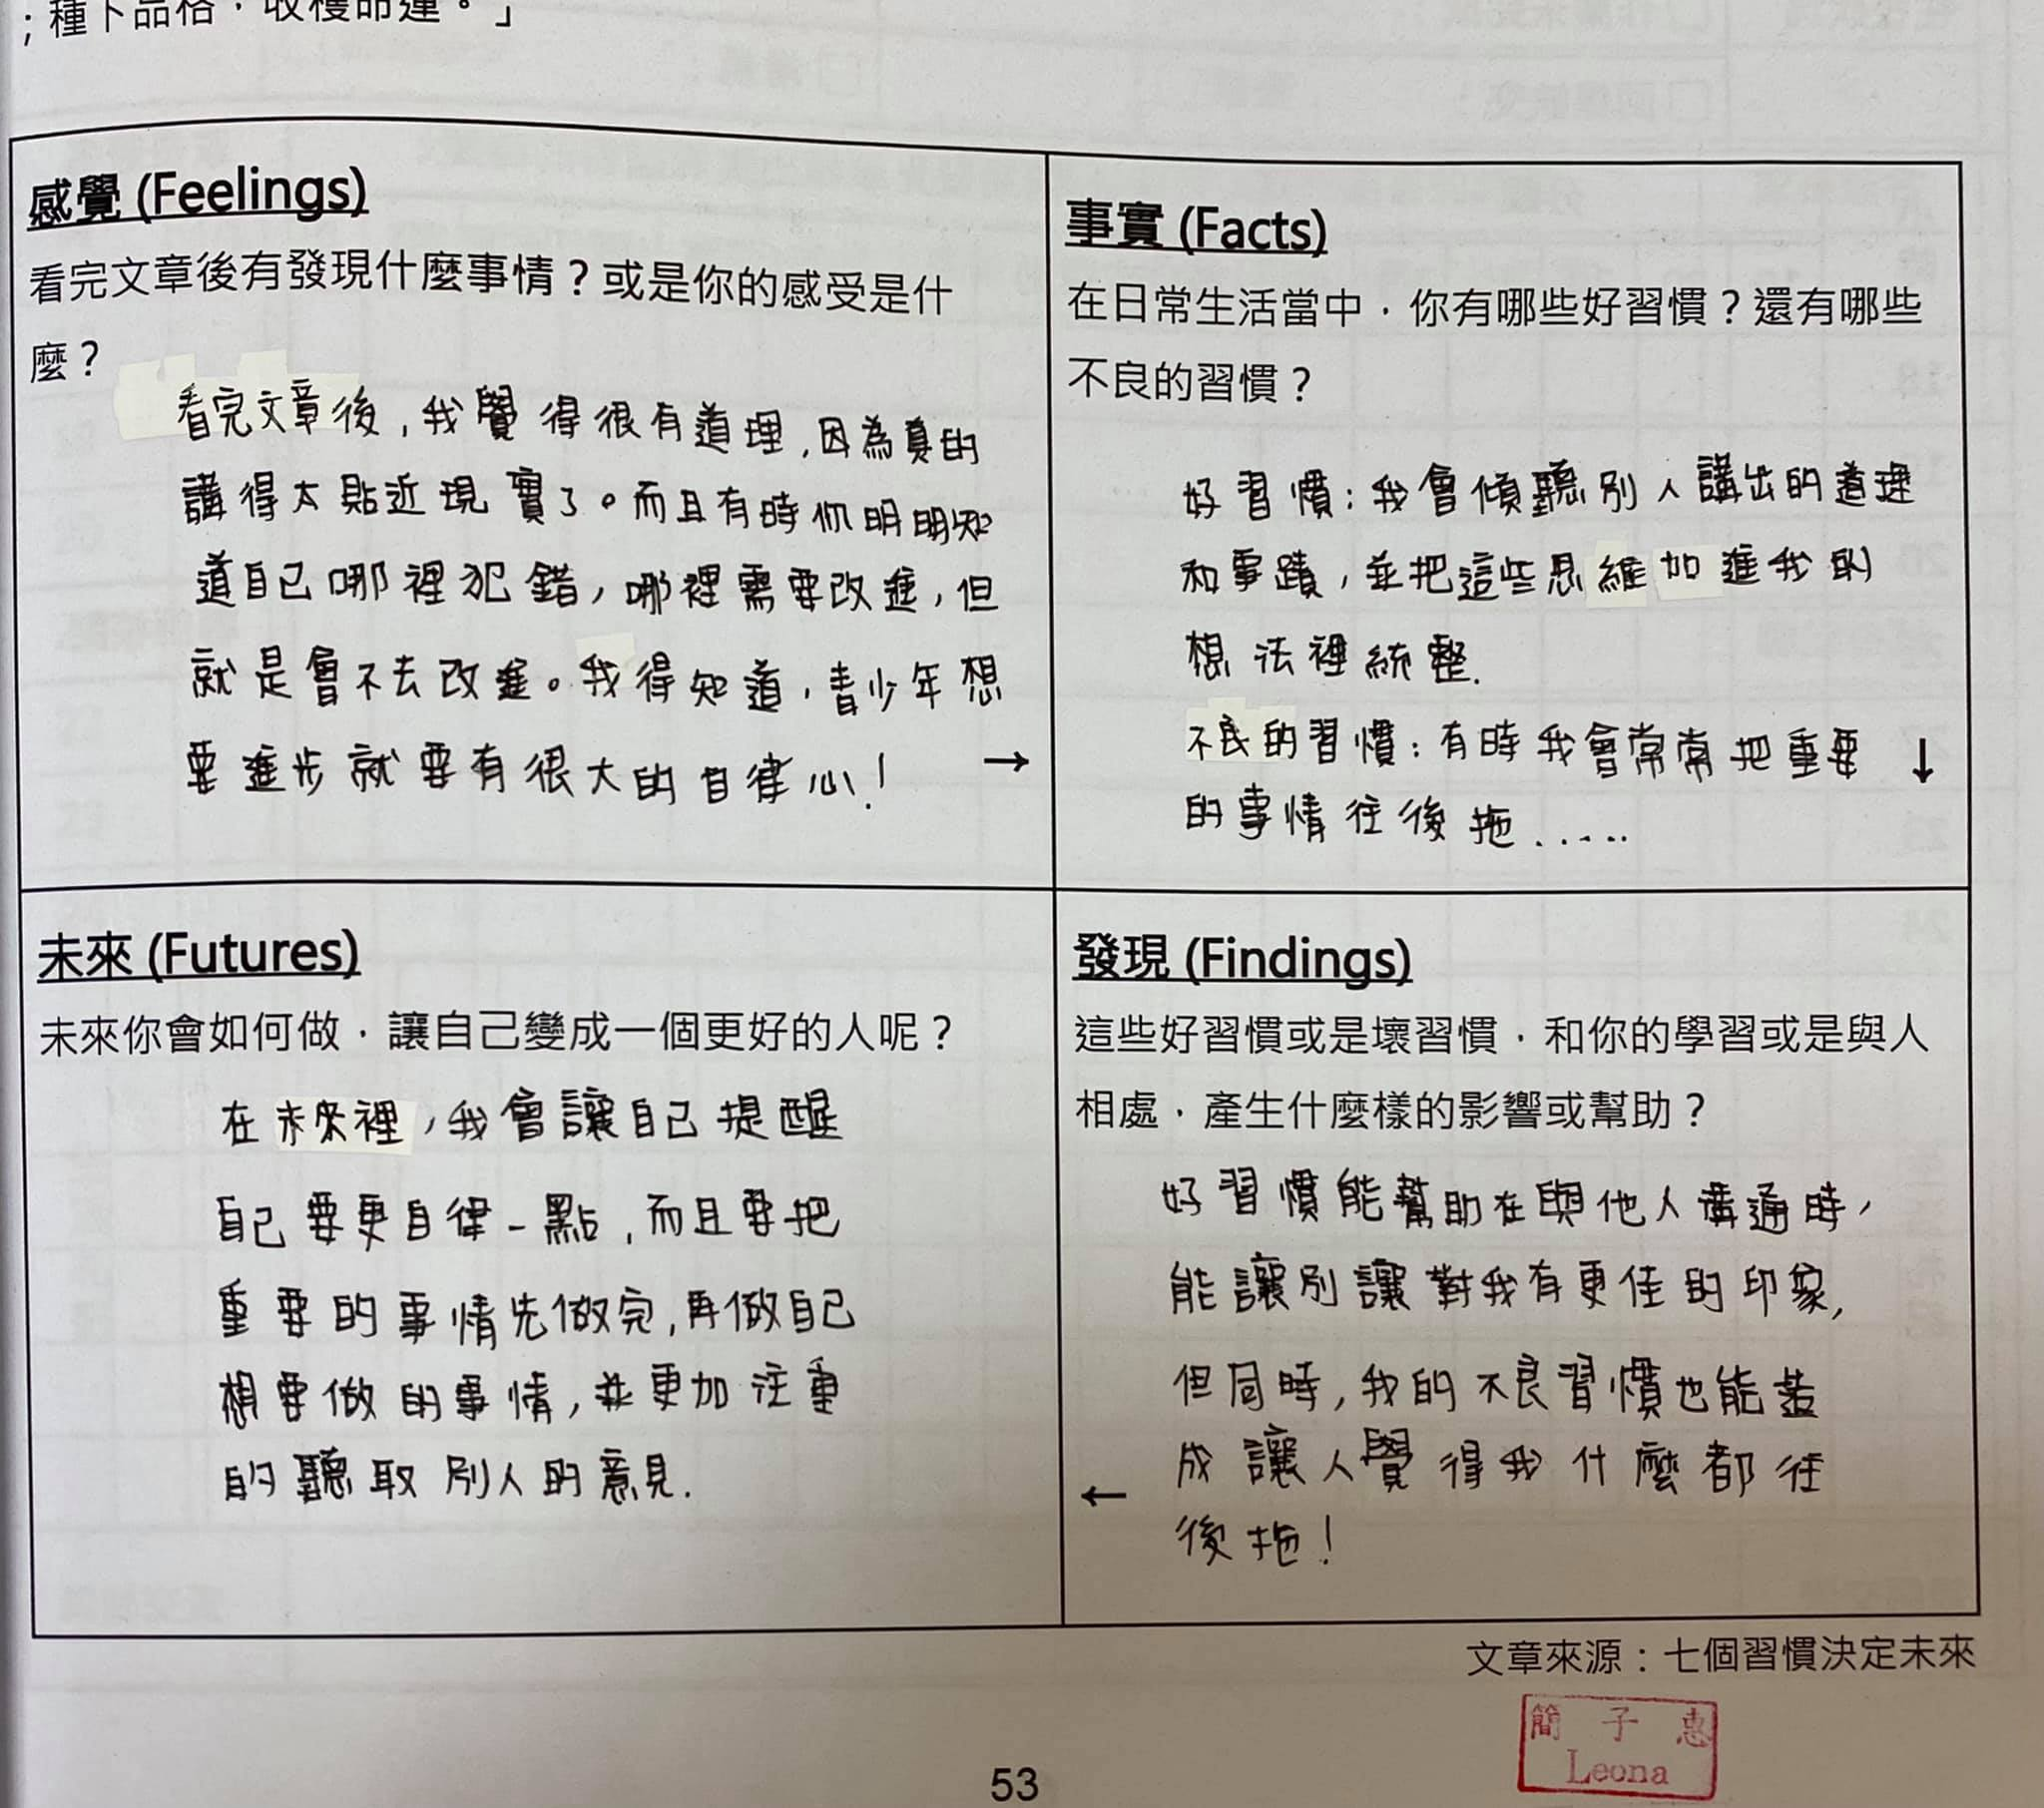 ；種下品格，收穫命運。」
感覺 (Feelings)
看完文章後有發現什麼事情？或是你的感受是什
麼？
看完文章後，我覺得很有道理，因為真的
講得太貼近現實了。而且有時你明明知
道自己哪裡犯錯，哪裡需要改進，但
就是會不去改進。我得知道，青少年想
要進步就要有很大的自律心！
→
事實 (Facts)
在日常生活當中，你有哪些好習慣？還有哪些
不良的習慣？
好習慣：我會傾聽別人講出的道理
和事蹟，並把這些思維加進我的
想法裡統整.
不良的習慣：有時我會常常把重要
的事情往後拖.....
↓
發現 (Findings)
這些好習慣或是壞習慣，和你的學習或是與人
相處，產生什麼樣的影響或幫助？
好習慣能幫助在與他人溝通時，
能讓別讓對我有更佳的印象，
但同時，我的不良習慣也能造
成讓人覺得我什麼都往
後拖！
←
未來 (Futures)
未來你會如何做，讓自己變成一個更好的人呢？
在未來裡，我會讓自己提醒
自己要更自律一點，而且要把
重要的事情先做完，再做自己
想要做的事情，並更加注重
的聽取別人的意見.
文章來源：七個習慣決定未來
簡子惠
Leona
53